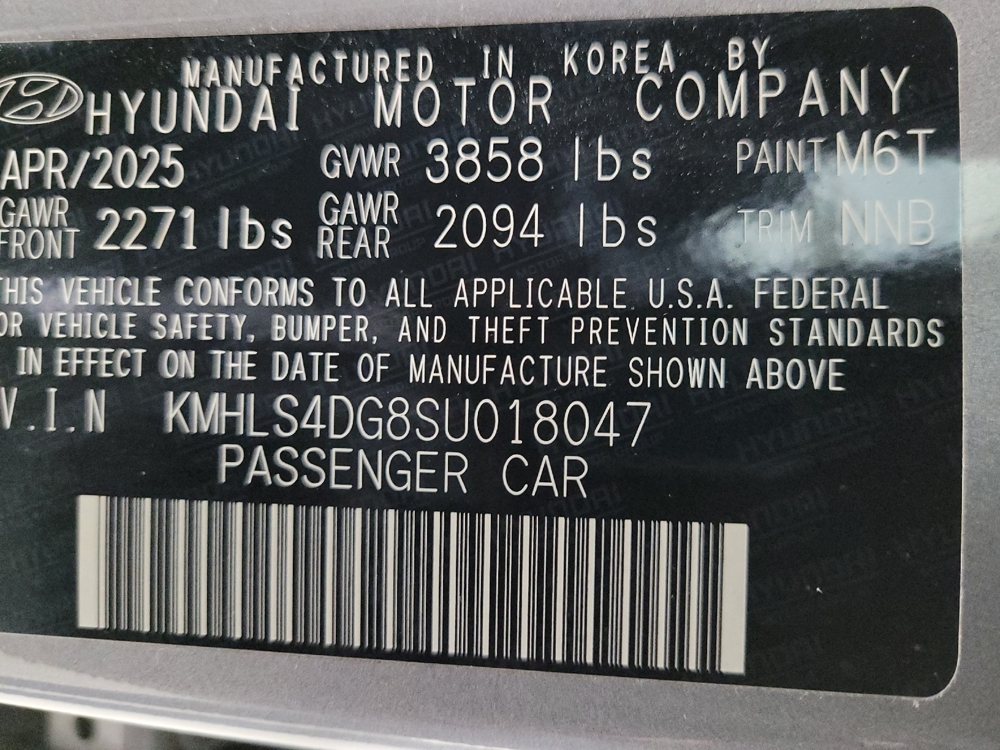 MANUFACTURED IN KOREA BY
HYUNDAI MOTOR COMPANY
APR/2025 GVWR 3858 lbs PAINT M6T
GAWR FRONT 2271 lbs GAWR REAR 2094 lbs TRIM NNB
THIS VEHICLE CONFORMS TO ALL APPLICABLE U.S.A. FEDERAL
OR VEHICLE SAFETY, BUMPER, AND THEFT PREVENTION STANDARDS
IN EFFECT ON THE DATE OF MANUFACTURE SHOWN ABOVE
V.I.N KMHLS4DG8SU018047
PASSENGER CAR